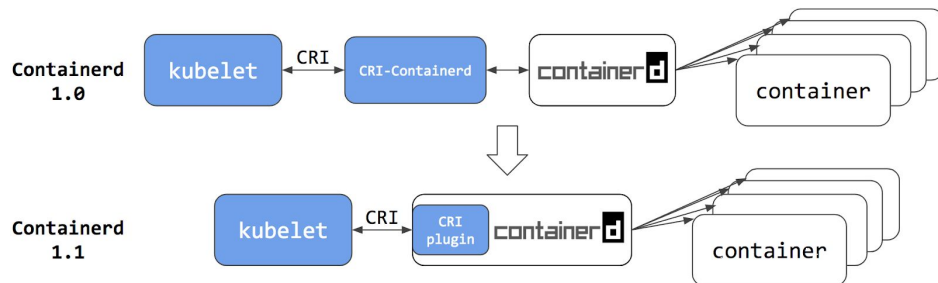 Containerd
1.0
kubelet
CRI
CRI-Containerd
containerd
container
Containerd
1.1
kubelet
CRI
CRI
plugin
containerd
container